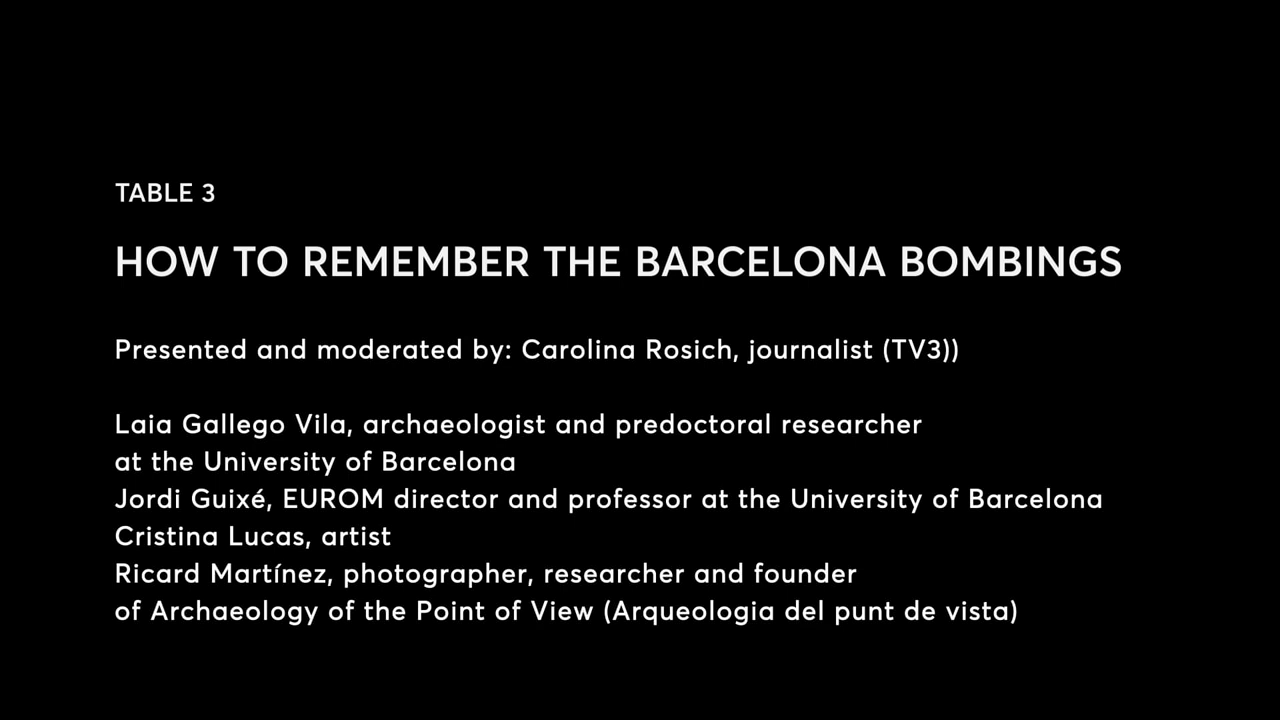 TABLE 3
HOW TO REMEMBER THE BARCELONA BOMBINGS
Presented and moderated by: Carolina Rosich, journalist (TV3))
Laia Gallego Vila, archaeologist and predoctoral researcher
at the University of Barcelona
Jordi Guixé, EUROM director and professor at the University of Barcelona
Cristina Lucas, artist
Ricard Martínez, photographer, researcher and founder
of Archaeology of the Point of View (Arqueologia del punt de vista)